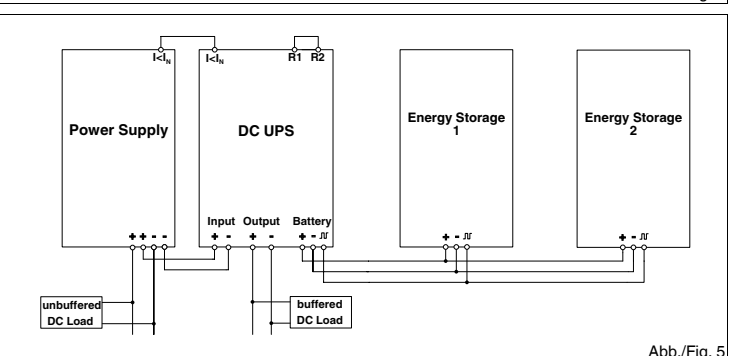 I<IN
I<IN
R1 R2
Power Supply
DC UPS
Energy Storage
1
Energy Storage
2
Input Output Battery
+ + - -
+ -
+ -
+ - ⎍
+ - ⎍
+ - ⎍
unbuffered
DC Load
buffered
DC Load
Abb./Fig. 5